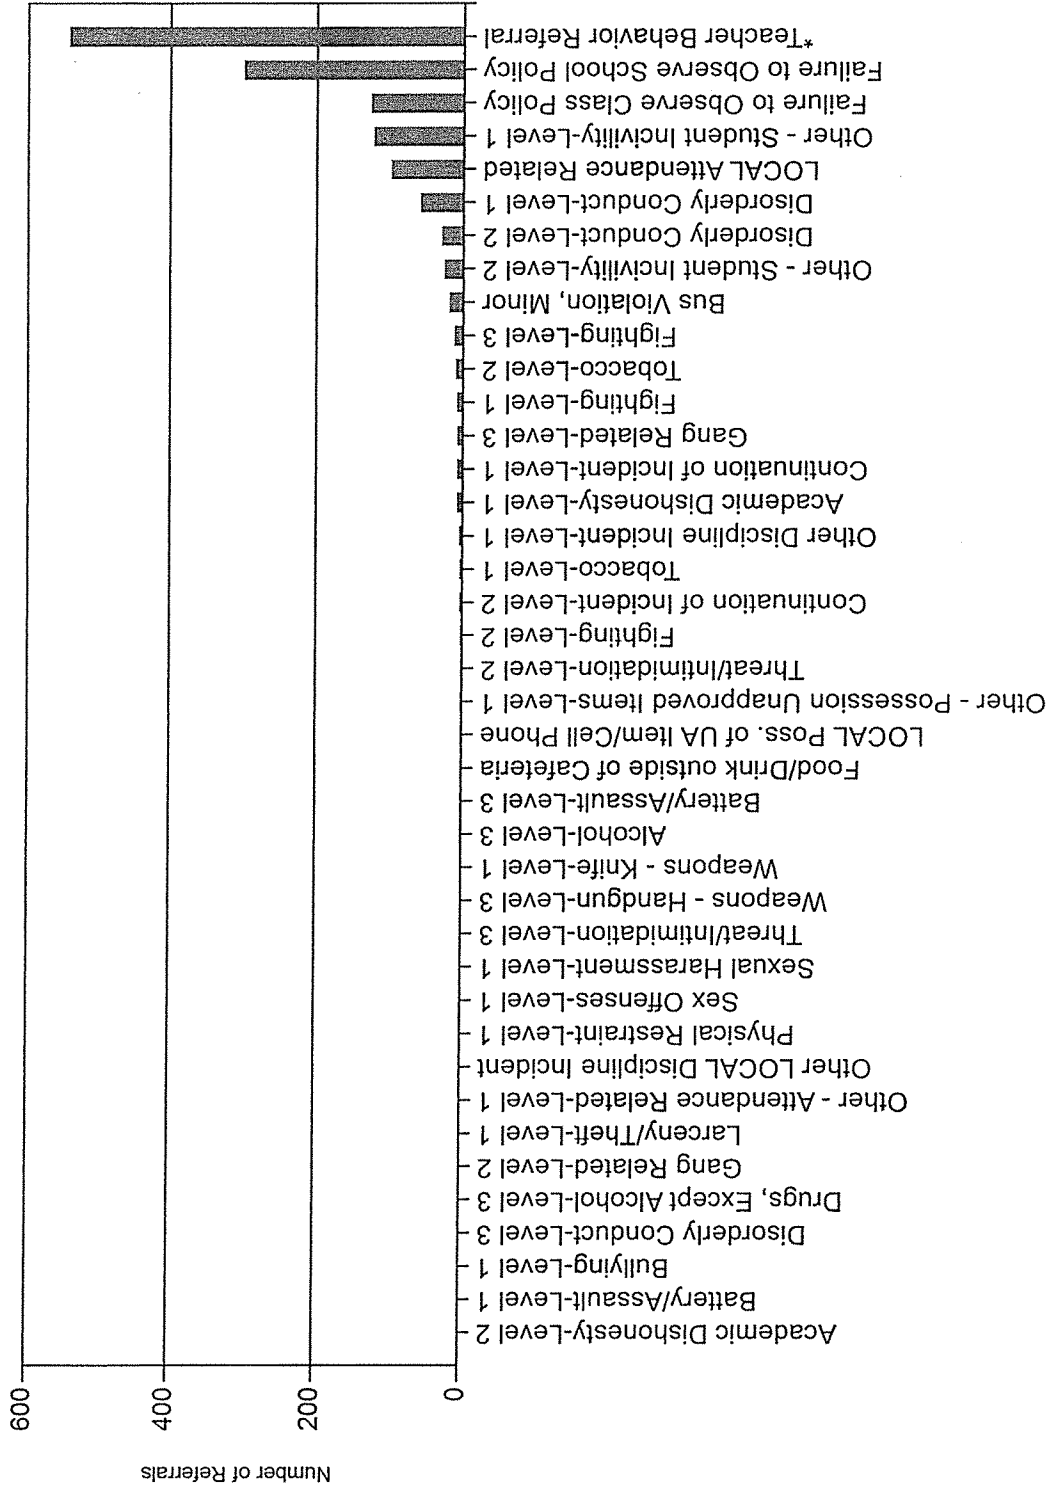 Number of Referrals
600
400
200
0
*Teacher Behavior Referral
Failure to Observe School Policy
Failure to Observe Class Policy
Other - Student Incivility-Level 1
LOCAL Attendance Related
Disorderly Conduct-Level 1
Disorderly Conduct-Level 2
Other - Student Incivility-Level 2
Bus Violation, Minor
Fighting-Level 3
Tobacco-Level 2
Fighting-Level 1
Gang Related-Level 3
Continuation of Incident-Level 1
Academic Dishonesty-Level 1
Other Discipline Incident-Level 1
Tobacco-Level 1
Continuation of Incident-Level 2
Fighting-Level 2
Threat/Intimidation-Level 2
Other - Possession Unapproved Items-Level 1
LOCAL Poss. of UA Item/Cell Phone
Food/Drink outside of Cafeteria
Battery/Assault-Level 3
Alcohol-Level 3
Weapons - Knife-Level 1
Weapons - Handgun-Level 3
Threat/Intimidation-Level 3
Sexual Harassment-Level 1
Sex Offenses-Level 1
Physical Restraint-Level 1
Other LOCAL Discipline Incident
Other - Attendance Related-Level 1
Larceny/Theft-Level 1
Gang Related-Level 2
Drugs, Except Alcohol-Level 3
Disorderly Conduct-Level 3
Bullying-Level 1
Battery/Assault-Level 1
Academic Dishonesty-Level 2